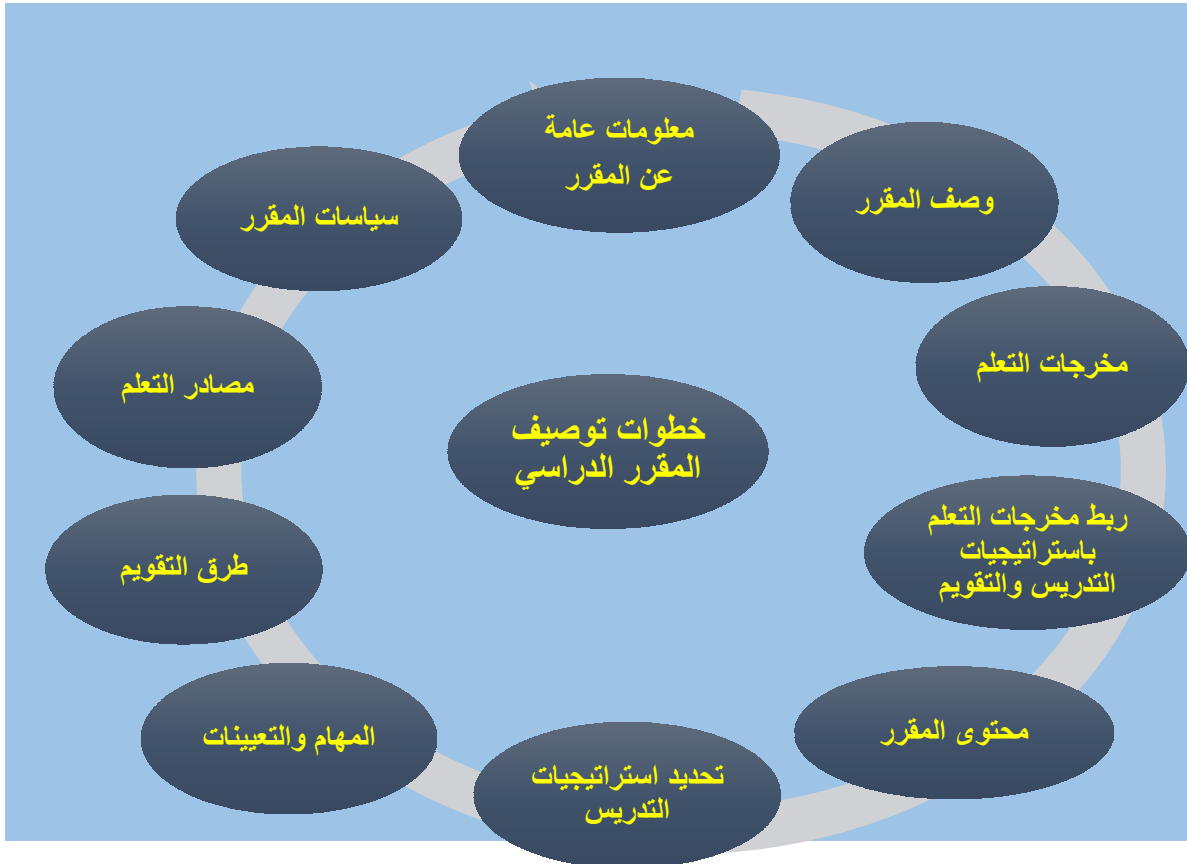 معلومات عامة
عن المقرر
وصف المقرر
مخرجات التعلم
ربط مخرجات التعلم
باستراتيجيات
التدريس والتقويم
محتوى المقرر
تحديد استراتيجيات
التدريس
المهام والتعيينات
طرق التقويم
مصادر التعلم
سياسات المقرر
خطوات توصيف
المقرر الدراسي